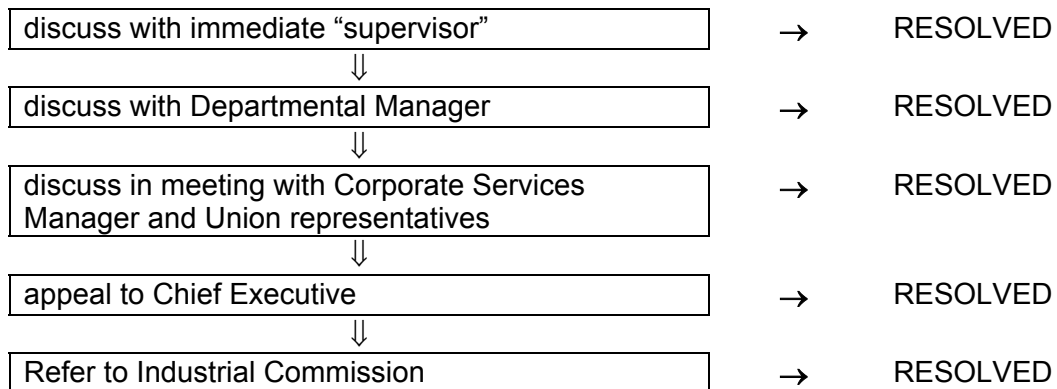 discuss with immediate “supervisor” → RESOLVED
⇓
discuss with Departmental Manager → RESOLVED
⇓
discuss in meeting with Corporate Services → RESOLVED
Manager and Union representatives
⇓
appeal to Chief Executive → RESOLVED
⇓
Refer to Industrial Commission → RESOLVED